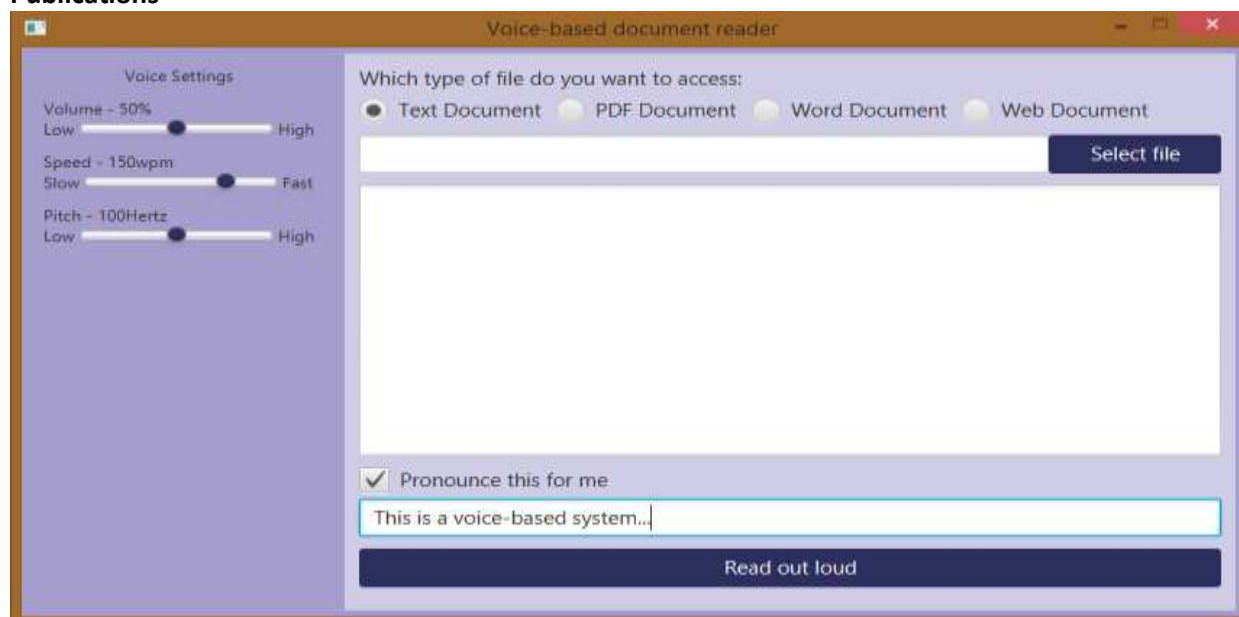 Publications
Voice-based document reader
Voice Settings
Volume - 50%
Low High
Speed - 150wpm
Slow Fast
Pitch - 100Hertz
Low High
Which type of file do you want to access:
Text Document PDF Document Word Document Web Document
Select file
Pronounce this for me
This is a voice-based system...
Read out loud